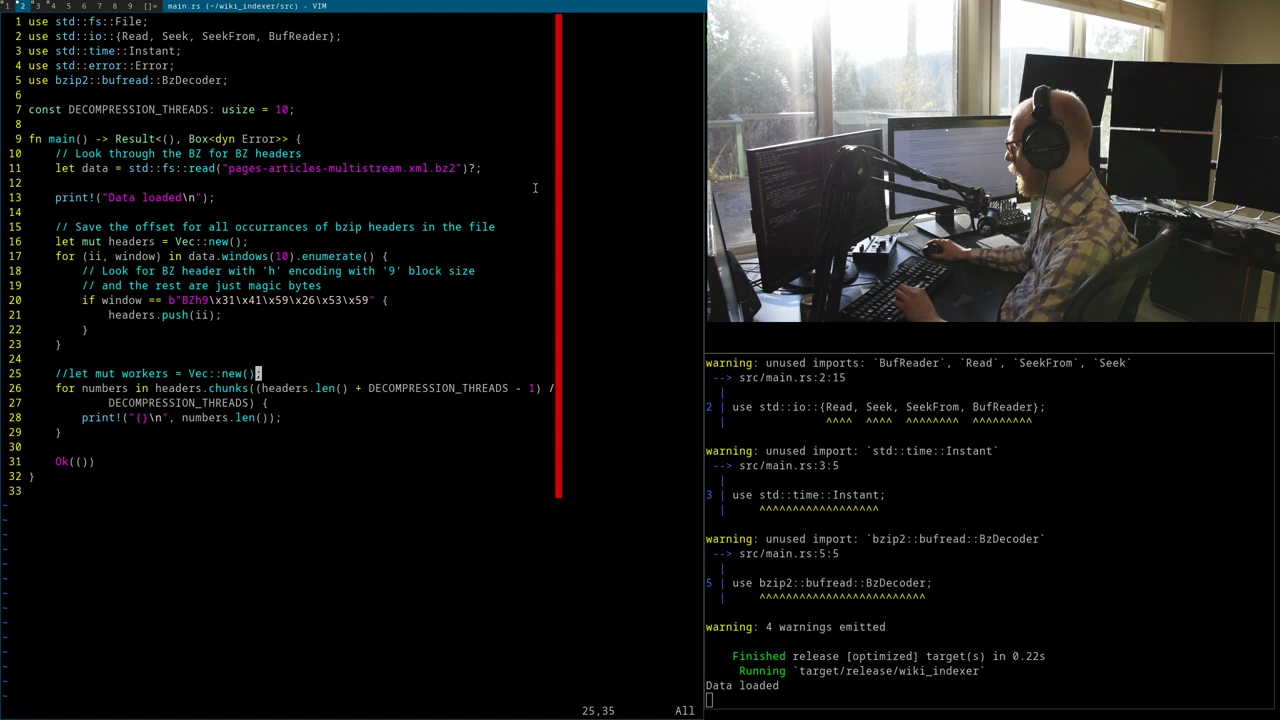 1 2 3 4 5 6 7 8 9 []= main.rs (~/wiki_indexer/src) - VIM
1 use std::fs::File;
2 use std::io::{Read, Seek, SeekFrom, BufReader};
3 use std::time::Instant;
4 use std::error::Error;
5 use bzip2::bufread::BzDecoder;
6
7 const DECOMPRESSION_THREADS: usize = 10;
8
9 fn main() -> Result<(), Box<dyn Error>> {
10     // Look through the BZ for BZ headers
11     let data = std::fs::read("pages-articles-multistream.xml.bz2")?;
12
13     print!("Data loaded\n");
14
15     // Save the offset for all occurrances of bzip headers in the file
16     let mut headers = Vec::new();
17     for (ii, window) in data.windows(10).enumerate() {
18         // Look for BZ header with 'h' encoding with '9' block size
19         // and the rest are just magic bytes
20         if window == b"BZh9\x31\x41\x59\x26\x53\x59" {
21             headers.push(ii);
22         }
23     }
24
25     //let mut workers = Vec::new();
26     for numbers in headers.chunks((headers.len() + DECOMPRESSION_THREADS - 1) /
27             DECOMPRESSION_THREADS) {
28         print!("{}\n", numbers.len());
29     }
30
31     Ok(())
32 }
33
~
~
~
~
~
~
~
~
~
~
~
~
~
~
25,35 All
warning: unused imports: `BufReader`, `Read`, `SeekFrom`, `Seek`
 --> src/main.rs:2:15
  |
2 | use std::io::{Read, Seek, SeekFrom, BufReader};
  |               ^^^^  ^^^^  ^^^^^^^^  ^^^^^^^^^
warning: unused import: `std::time::Instant`
 --> src/main.rs:3:5
  |
3 | use std::time::Instant;
  |     ^^^^^^^^^^^^^^^^^^
warning: unused import: `bzip2::bufread::BzDecoder`
 --> src/main.rs:5:5
  |
5 | use bzip2::bufread::BzDecoder;
  |     ^^^^^^^^^^^^^^^^^^^^^^^^^
warning: 4 warnings emitted
    Finished release [optimized] target(s) in 0.22s
     Running `target/release/wiki_indexer`
Data loaded